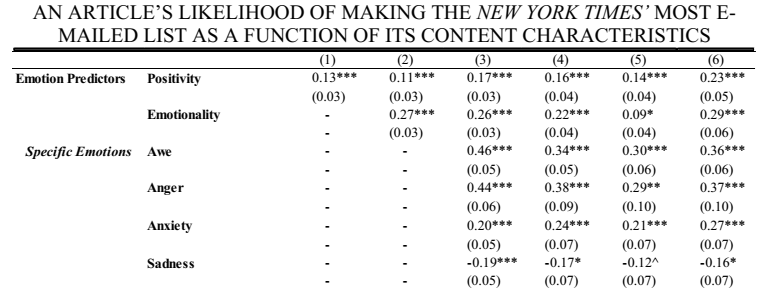 AN ARTICLE'S LIKELIHOOD OF MAKING THE NEW YORK TIMES' MOST E-
MAILED LIST AS A FUNCTION OF ITS CONTENT CHARACTERISTICS
(1) (2) (3) (4) (5) (6)
Emotion Predictors Positivity 0.13*** 0.11*** 0.17*** 0.16*** 0.14*** 0.23***
(0.03) (0.03) (0.03) (0.04) (0.04) (0.05)
Emotionality - 0.27*** 0.26*** 0.22*** 0.09* 0.29***
- (0.03) (0.03) (0.04) (0.04) (0.06)
Specific Emotions Awe - - 0.46*** 0.34*** 0.30*** 0.36***
- - (0.05) (0.05) (0.06) (0.06)
Anger - - 0.44*** 0.38*** 0.29** 0.37***
- - (0.06) (0.09) (0.10) (0.10)
Anxiety - - 0.20*** 0.24*** 0.21*** 0.27***
- - (0.05) (0.07) (0.07) (0.07)
Sadness - - -0.19*** -0.17* -0.12^ -0.16*
- - (0.05) (0.07) (0.07) (0.07)